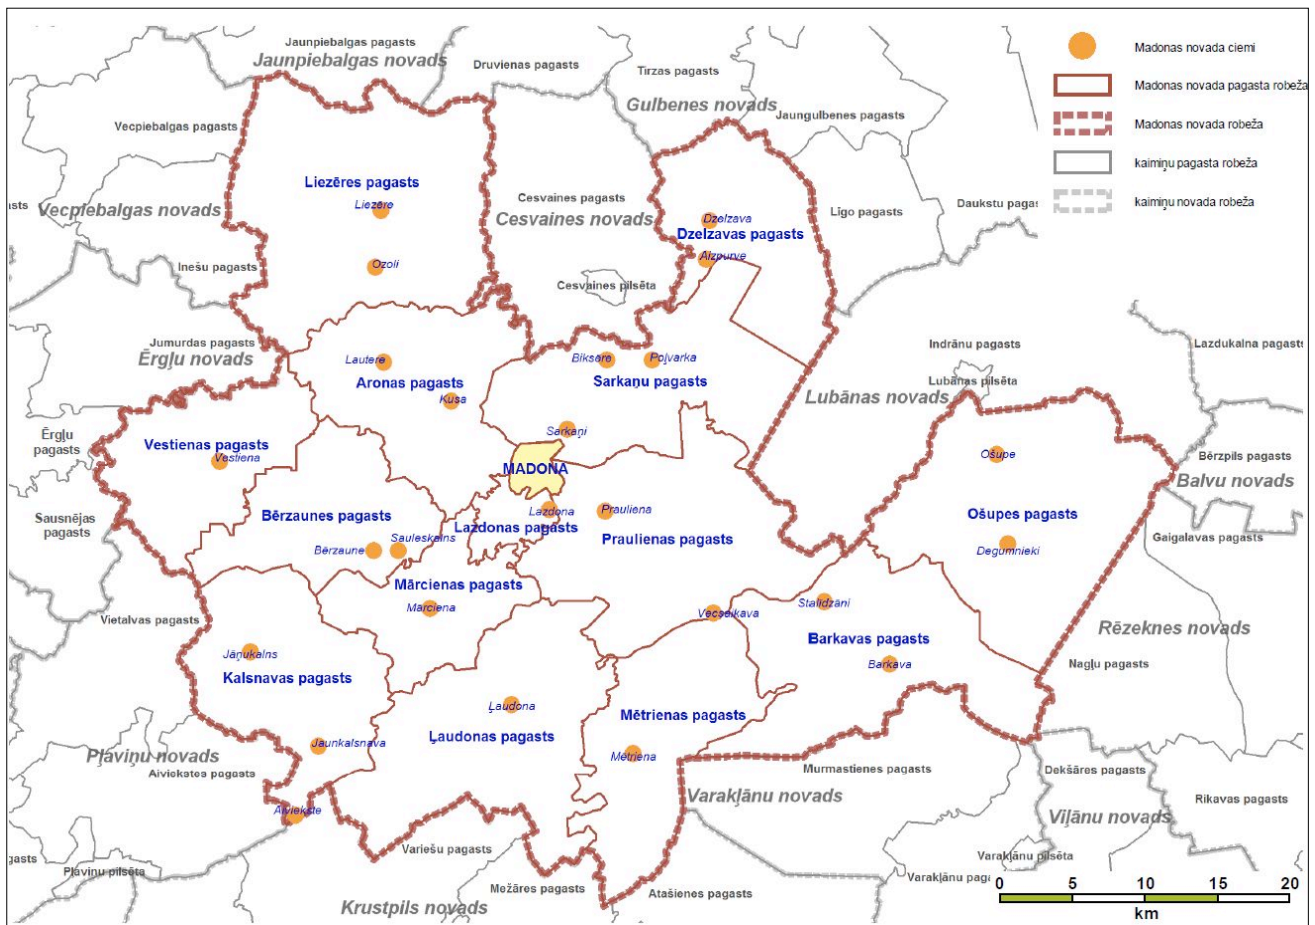 Jaunpiebalgas pagasts
Jaunpiebalgas novads
Druvienas pagasts
Tirzas pagasts
Gulbenes novads
Jaungulbenes pagasts
Vecpiebalgas pagasts
Liezēres pagasts
Liezēre
Cesvaines pagasts
Cesvaines novads
Vecpiebalgas novads
Līgo pagasts
Daukstu pagas
Dzelzava
Dzelzavas pagasts
Aizpurve
Inešu pagasts
Ozoli
Cesvaines pilsēta
Jumurdas pagasts
Ērgļu novads
Lautere
Aronas pagasts
Kusa
Biksere
Poļvarka
Sarkaņu pagasts
Indrānu pagasts
Lubānas pilsēta
Lubānas novads
Lazdukalna pagasts
Ērgļu
pagasts
Vestienas pagasts
Vestiena
Sarkaņi
MADONA
Ošupe
Bērzpils pagasts
Balvu novads
Sausnējas
pagasts
Bērzaunes pagasts
Lazdona
Lazdonas pagasts
Prauliena
Praulienas pagasts
Ošupes pagasts
Degumnieki
Gaigalavas pagasts
Bērzaune
Sauleskalns
Mārcienas pagasts
Mārciena
Vecsaikava
Stalīdzāni
Vietalvas pagasts
Barkavas pagasts
Barkava
Rēzeknes novads
Nagļu pagasts
Jāņukalns
Kalsnavas pagasts
Ļaudona
Ļaudonas pagasts
Mētrienas pagasts
Mētriena
Jaunkalsnava
Pļaviņu novads
Aiviekstes pagasts
Murmastienes pagasts
Varakļānu novads
Dekšāres pagasts
Rikavas pagasts
Viļānu novads
Aiviekste
Variešu pagasts
Pļaviņu pilsēta
Mežāres pagasts
Krustpils novads
Atašienes pagasts
Varakļānu pilsēta
Varakļānu paga
Madonas novada ciemi
Madonas novada pagasta robeža
Madonas novada robeža
kaimiņu pagasta robeža
kaimiņu novada robeža
0 5 10 15 20
km